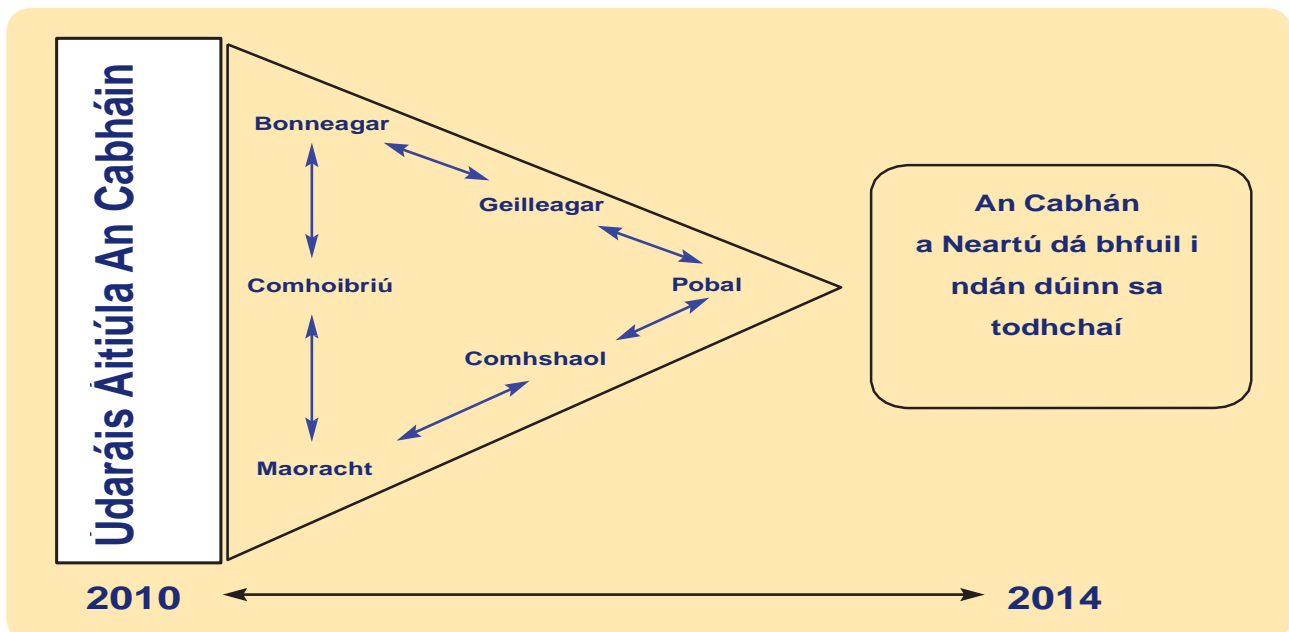 Údaráis Áitiúla An Cabháin
Bonneagar
Geilleagar
Comhoibriú
Pobal
Comhshaol
Maoracht
An Cabhán
a Neartú dá bhfuil i
ndán dúinn sa
todhchaí
2010
2014